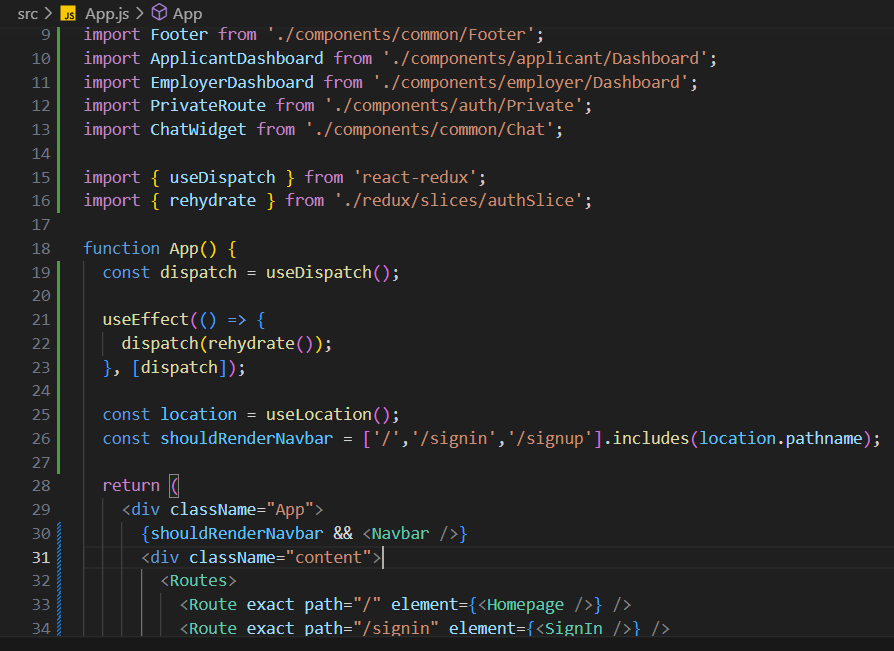 src > JS App.js > App
9 import Footer from './components/common/Footer';
10 import ApplicantDashboard from './components/applicant/Dashboard';
11 import EmployerDashboard from './components/employer/Dashboard';
12 import PrivateRoute from './components/auth/Private';
13 import ChatWidget from './components/common/Chat';
14
15 import { useDispatch } from 'react-redux';
16 import { rehydrate } from './redux/slices/authSlice';
17
18 function App() {
19 const dispatch = useDispatch();
20
21 useEffect(() => {
22 dispatch(rehydrate());
23 }, [dispatch]);
24
25 const location = useLocation();
26 const shouldRenderNavbar = ['/','/signin','/signup'].includes(location.pathname);
27
28 return (
29 <div className="App">
30 {shouldRenderNavbar && <Navbar />}
31 <div className="content">
32 <Routes>
33 <Route exact path="/" element={<Homepage />} />
34 <Route exact path="/signin" element={<SignIn />} />